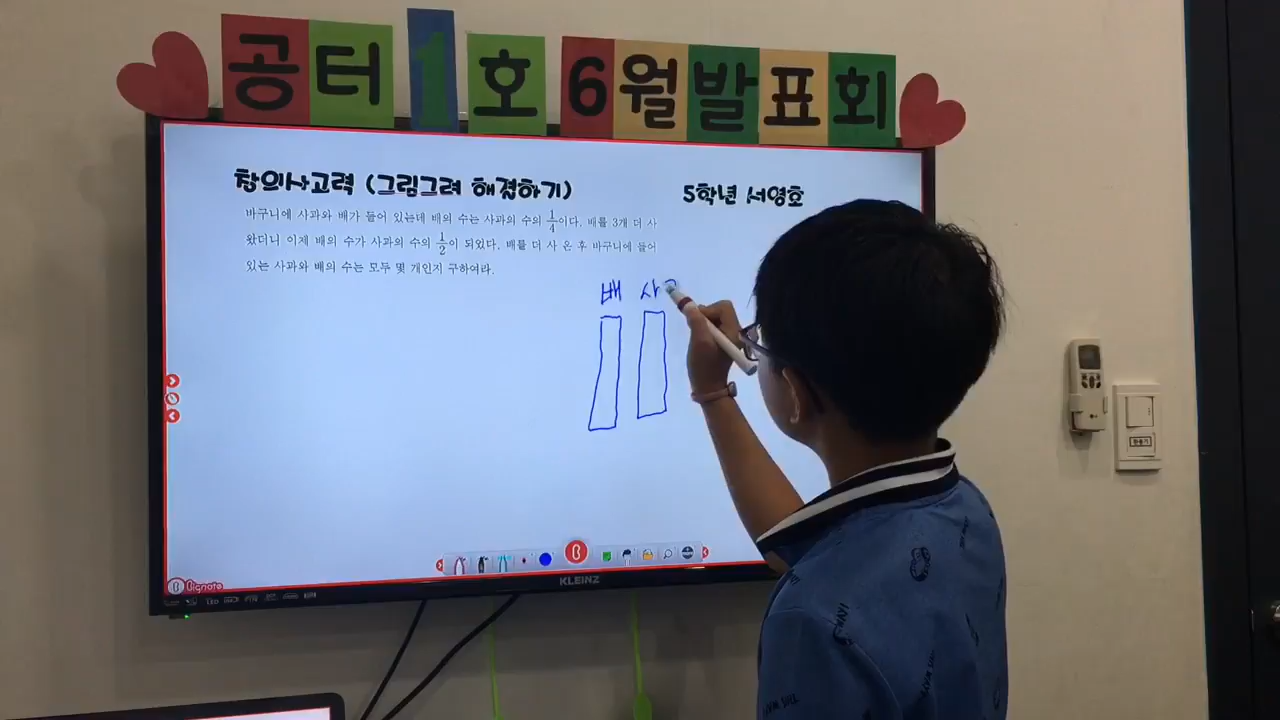 공터1호 6월발표회
창의사고력 (그림그려 해결하기)
5학년 서영호
바구니에 사과와 배가 들어 있는데 배의 수는 사과의 수의 1/4이다. 배를 3개 더 사
왔더니 이제 배의 수가 사과의 수의 1/2이 되었다. 배를 더 사 온 후 바구니에 들어
있는 사과와 배의 수는 모두 몇 개인지 구하여라.
배 사
KLEINZ